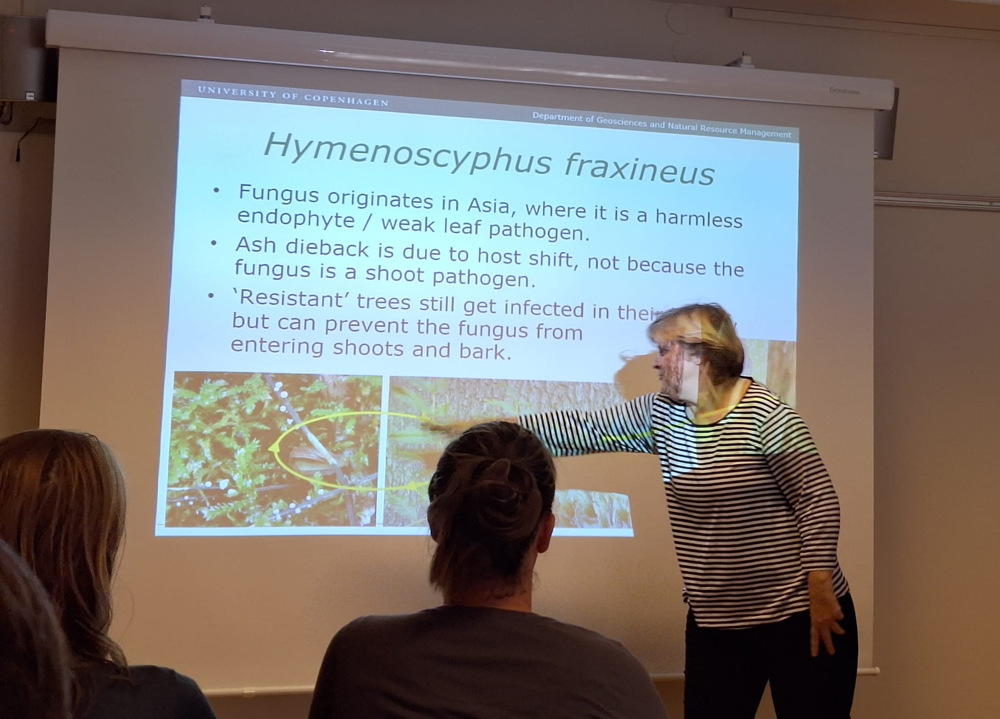 Grandview
UNIVERSITY OF COPENHAGEN
Department of Geosciences and Natural Resource Management
Hymenoscyphus fraxineus
• Fungus originates in Asia, where it is a harmless
endophyte / weak leaf pathogen.
• Ash dieback is due to host shift, not because the
fungus is a shoot pathogen.
• ‘Resistant’ trees still get infected in their
but can prevent the fungus from
entering shoots and bark.